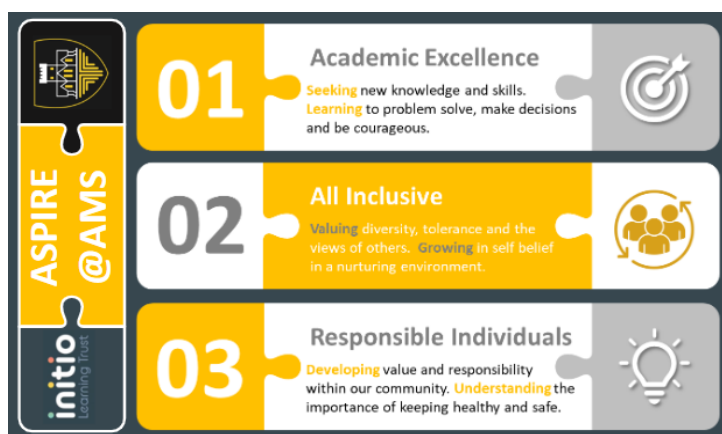 ASPIRE
@AMS
initio
Learning Trust
01
Academic Excellence
Seeking new knowledge and skills.
Learning to problem solve, make decisions
and be courageous.
02
All Inclusive
Valuing diversity, tolerance and the
views of others. Growing in self belief
in a nurturing environment.
03
Responsible Individuals
Developing value and responsibility
within our community. Understanding the
importance of keeping healthy and safe.